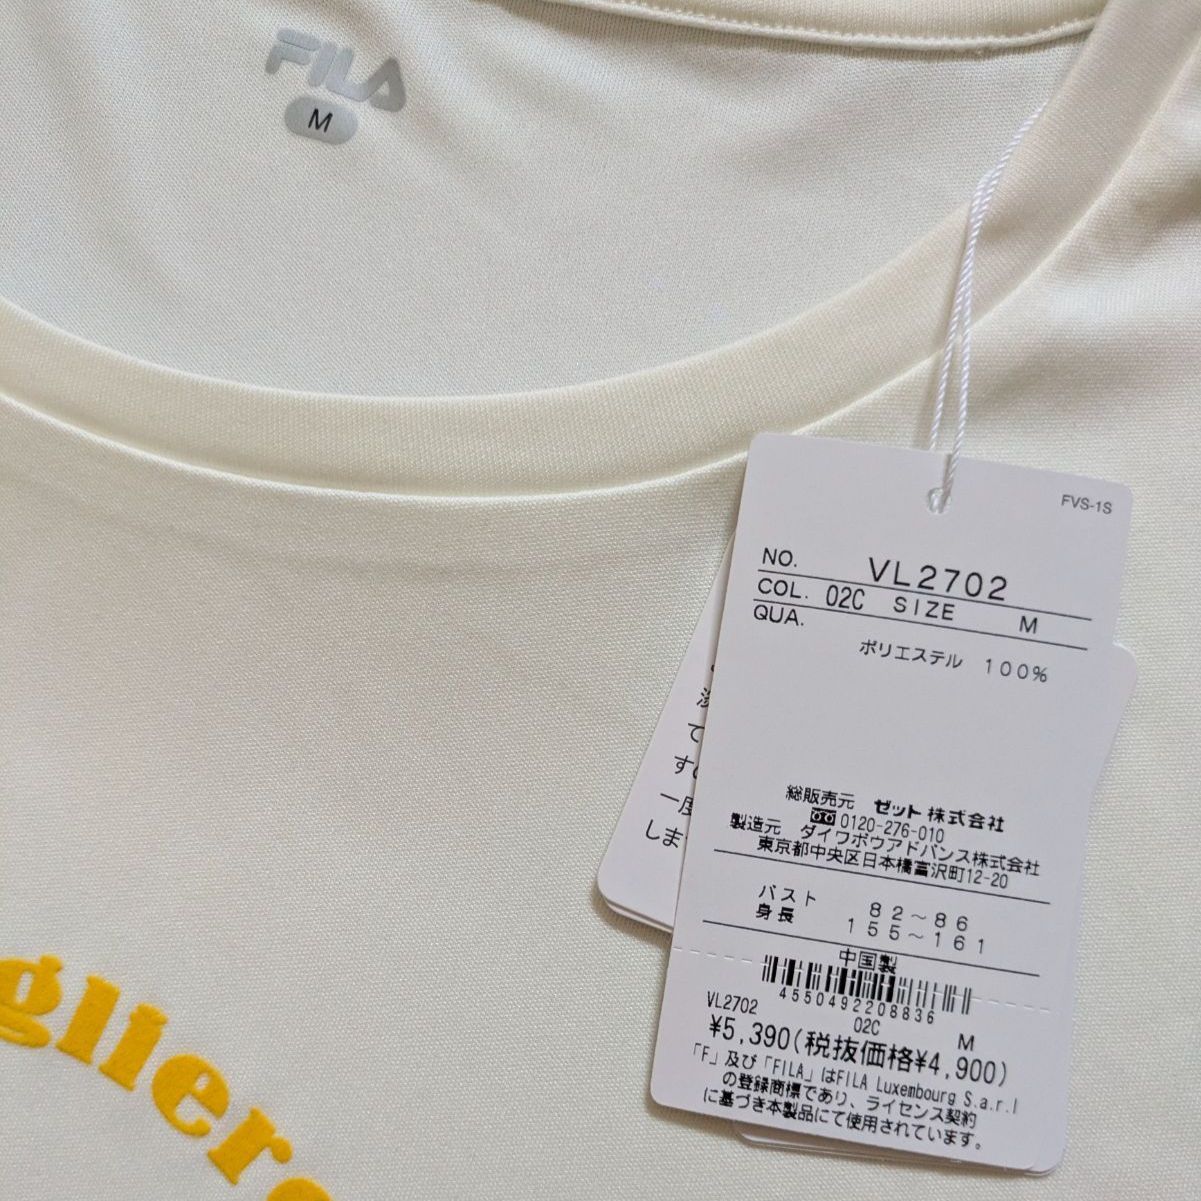 FILA
M
FVS-1S
NO. VL2702
COL. 02C SIZE M
QUA.
ポリエステル 100%
総販売元 ゼット株式会社
0120-276-010
製造元 ダイワボウアドバンス株式会社
東京都中央区日本橋富沢町12-20
バスト 82~86
身長 155~161
中国製
4550492208836
VL2702 02C M
¥5,390(税抜価格¥4,900)
「F」及び「FILA」はFILA Luxembourg S.a.r.l
の登録商標であり、ライセンス契約
に基づき本製品にて使用されています。
て
す
一度
しま
gliere